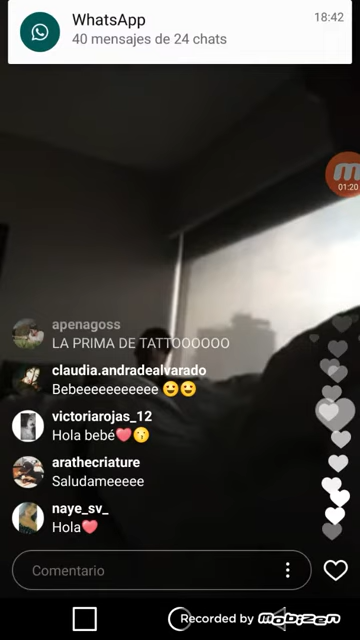 WhatsApp
18:42
40 mensajes de 24 chats
01:20
apenagoss
LA PRIMA DE TATTOOOOOO
claudia.andradealvarado
Bebeeeeeeeeeee 😃😃
victoriarojas_12
Hola bebé❤️😗
arathecriature
Saludameeeee
naye_sv_
Hola❤️
Comentario
Recorded by mobizen